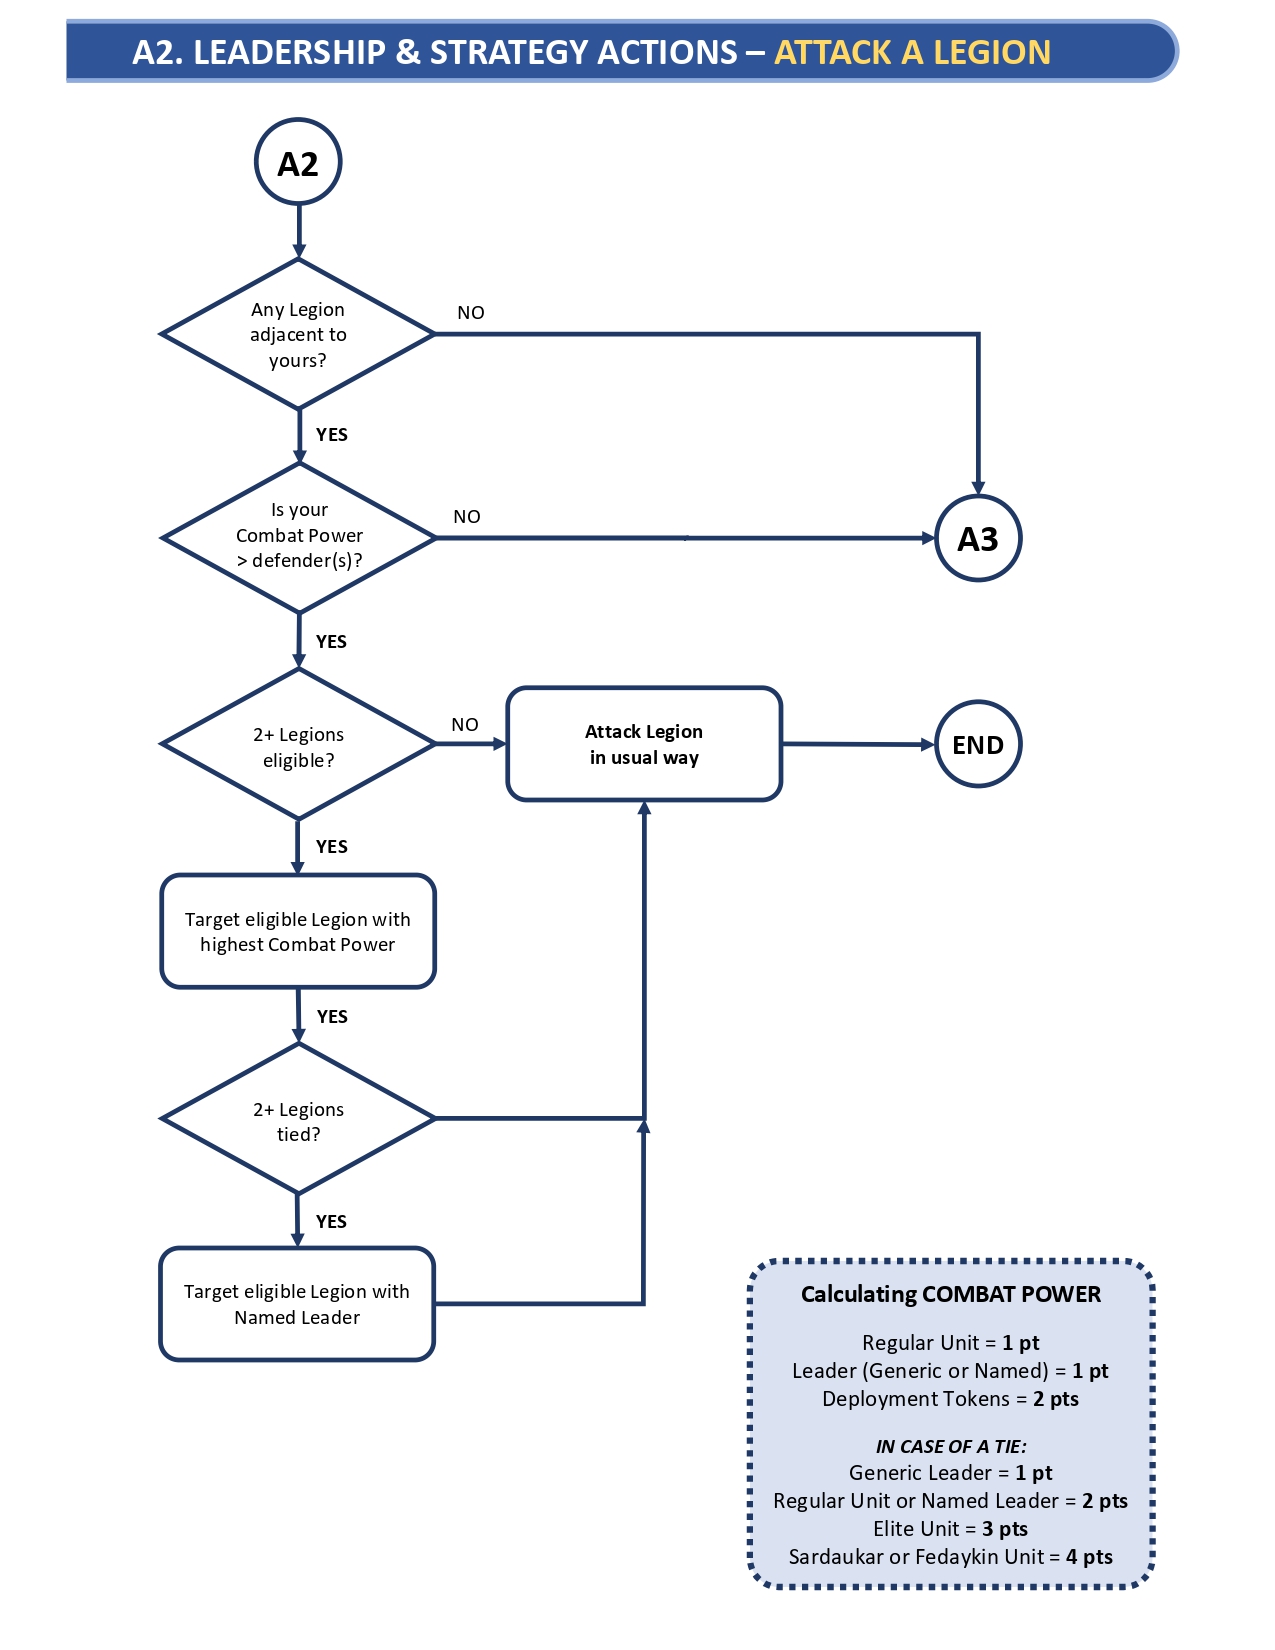 A2. LEADERSHIP & STRATEGY ACTIONS – ATTACK A LEGION
A2
Any Legion
adjacent to
yours?
NO
YES
Is your
Combat Power
> defender(s)?
NO
A3
YES
2+ Legions
eligible?
NO
Attack Legion
in usual way
END
YES
Target eligible Legion with
highest Combat Power
YES
2+ Legions
tied?
YES
Target eligible Legion with
Named Leader
Calculating COMBAT POWER
Regular Unit = 1 pt
Leader (Generic or Named) = 1 pt
Deployment Tokens = 2 pts
IN CASE OF A TIE:
Generic Leader = 1 pt
Regular Unit or Named Leader = 2 pts
Elite Unit = 3 pts
Sardaukar or Fedaykin Unit = 4 pts